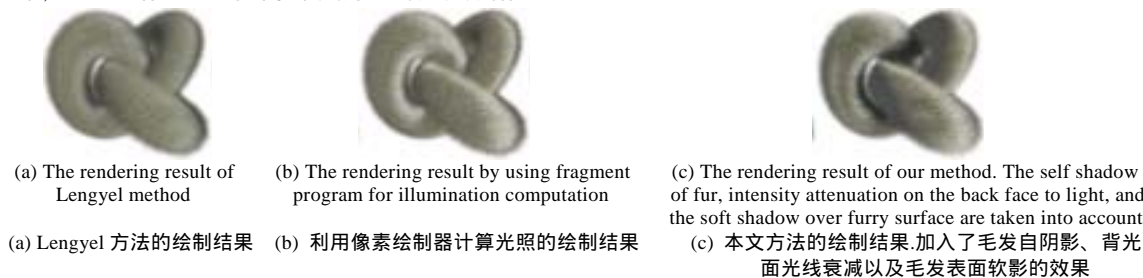 (a) The rendering result of
Lengyel method
(b) The rendering result by using fragment
program for illumination computation
(c) The rendering result of our method. The self shadow
of fur, intensity attenuation on the back face to light, and
the soft shadow over furry surface are taken into account
(a) Lengyel 方法的绘制结果
(b) 利用像素绘制器计算光照的绘制结果
(c) 本文方法的绘制结果.加入了毛发自阴影、背光
面光线衰减以及毛发表面软影的效果